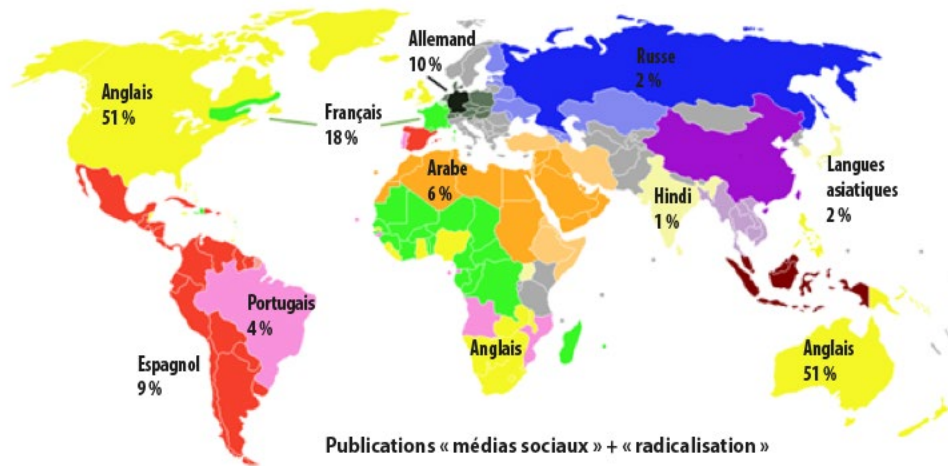 Allemand
10 %
Russe
2 %
Anglais
51 %
Français
18 %
Arabe
6 %
Hindi
1 %
Langues
asiatiques
2 %
Portugais
4 %
Espagnol
9 %
Anglais
Anglais
51 %
Publications « médias sociaux » + « radicalisation »